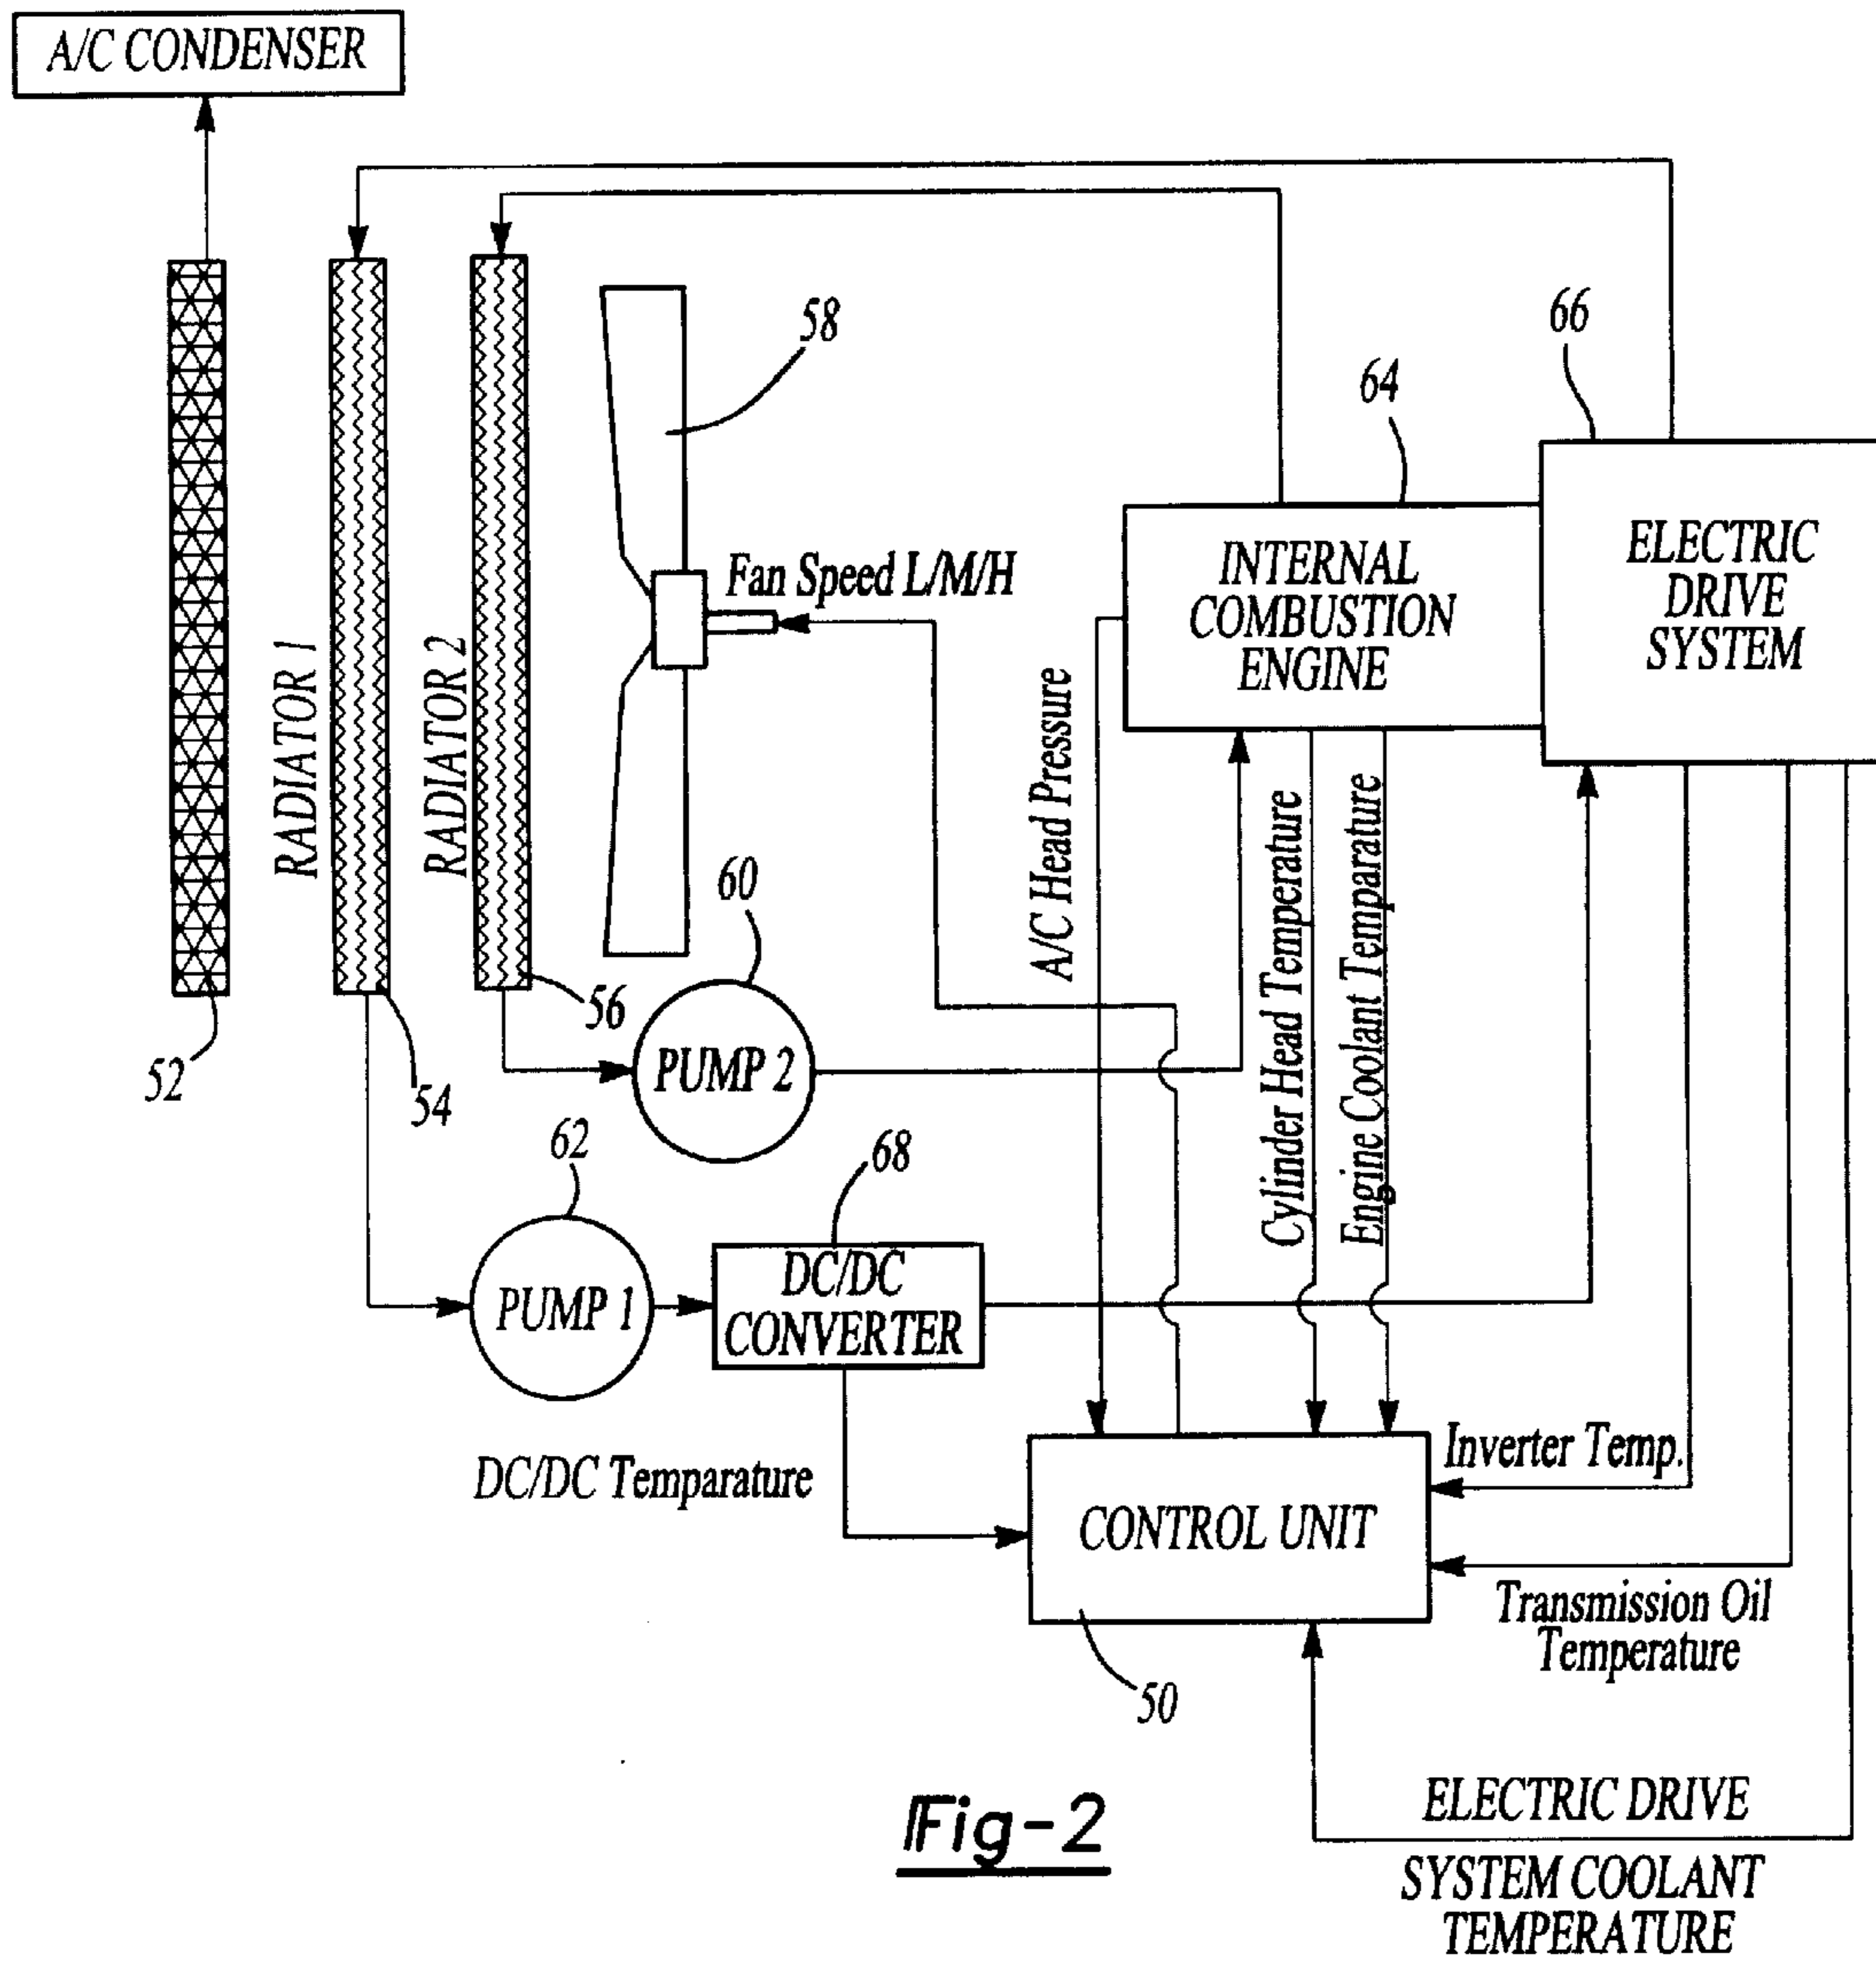 A/C CONDENSER
58
66
64
ELECTRIC
DRIVE
SYSTEM
INTERNAL
COMBUSTION
ENGINE
Fan Speed L/M/H
RADIATOR 1
RADIATOR 2
A/C Head Pressure
Cylinder Head Temperature
Engine Coolant Temparature
60
56
52
54
PUMP 2
62
68
PUMP 1
DC/DC
CONVERTER
DC/DC Temparature
Inverter Temp.
CONTROL UNIT
Transmission Oil
Temperature
50
ELECTRIC DRIVE
SYSTEM COOLANT
TEMPERATURE
Fig-2